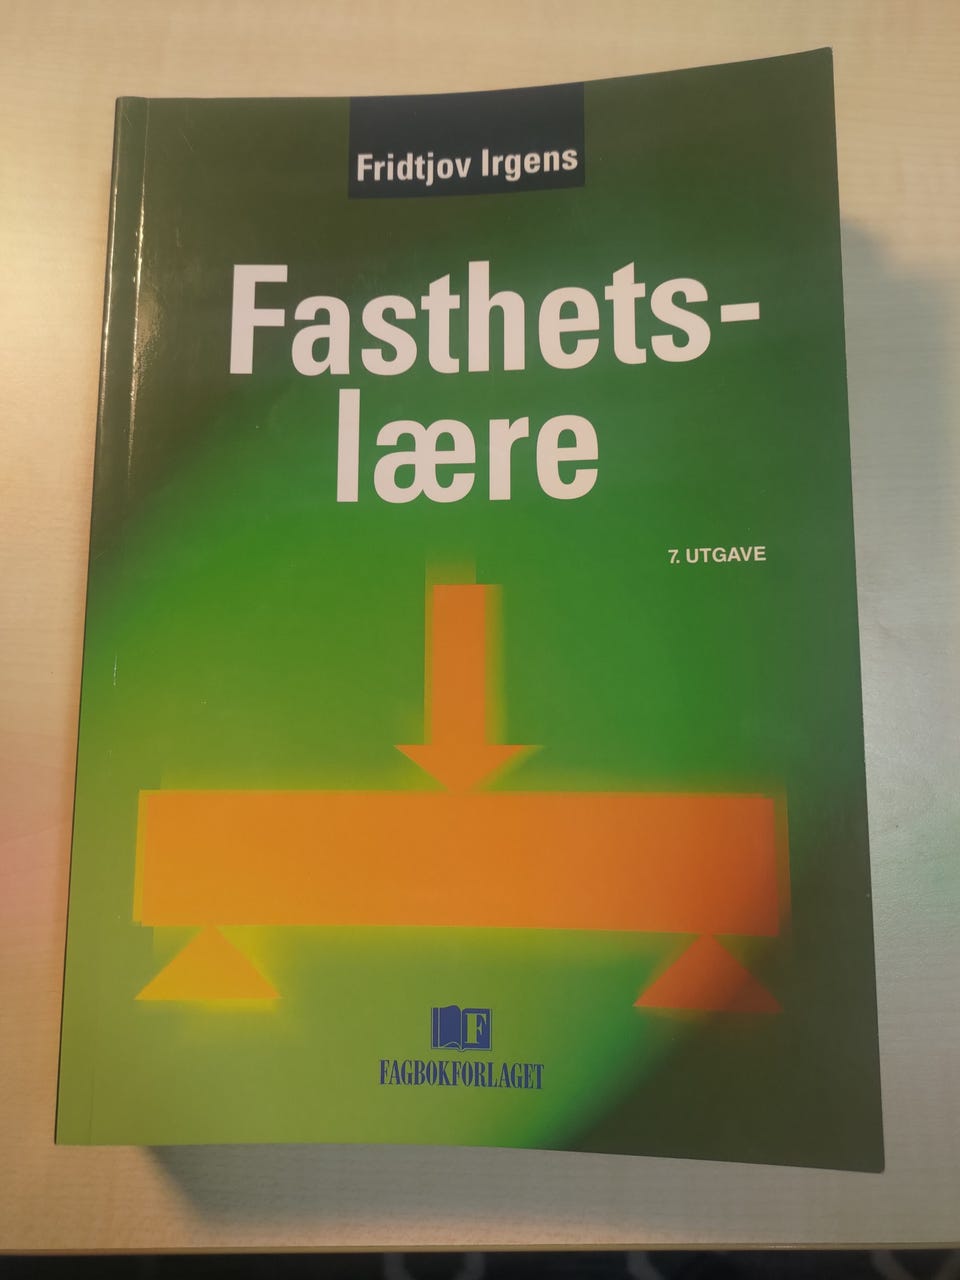 Fridtjov Irgens
Fasthets-
lære
7. UTGAVE
F
FAGBOKFORLAGET